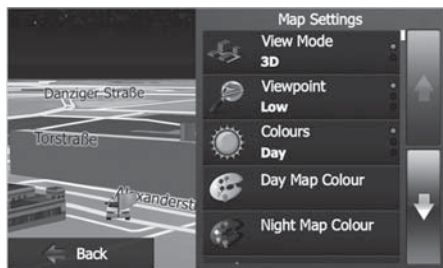 Map Settings
Danziger Straße
Torstraße
Alexanderst
Back
View Mode
3D
Viewpoint
Low
Colours
Day
Day Map Colour
Night Map Colour